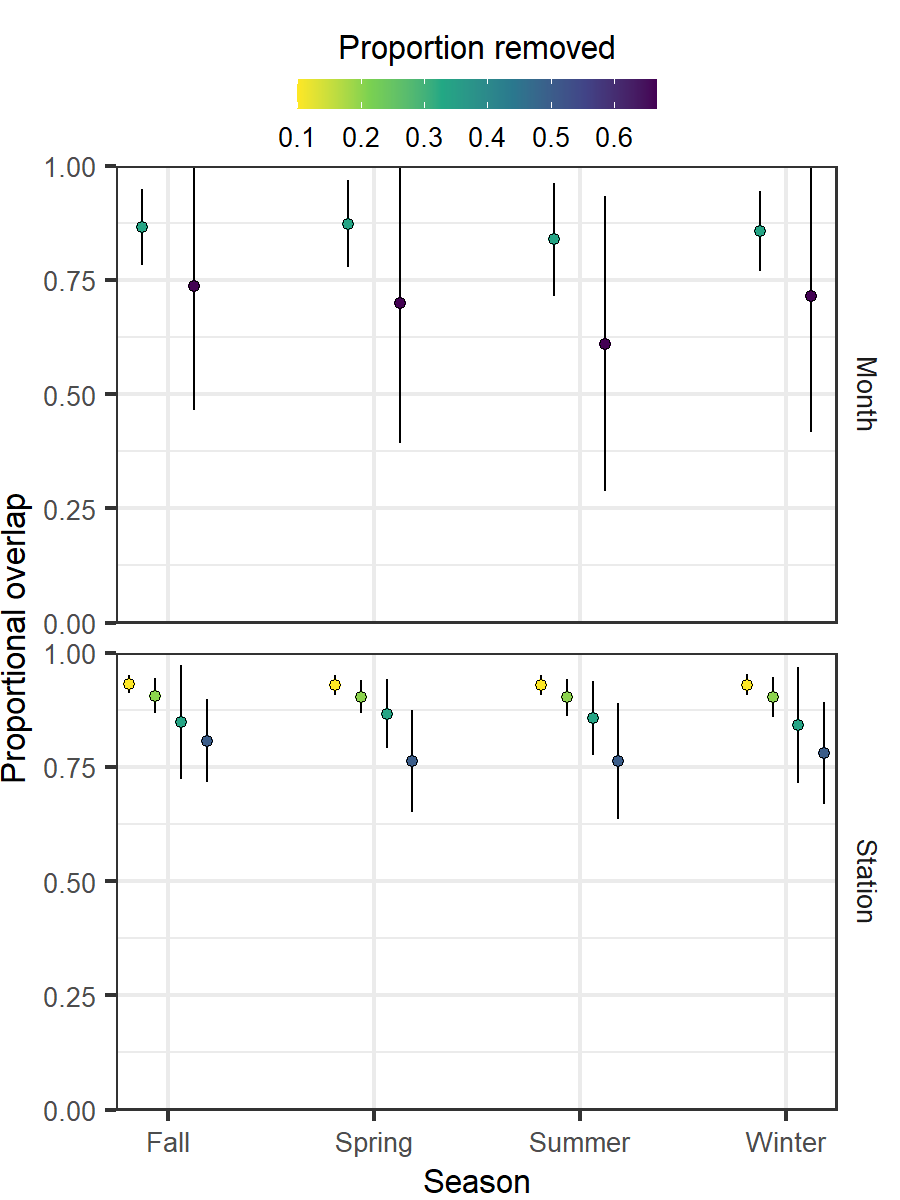 Proportion removed
0.1 0.2 0.3 0.4 0.5 0.6
1.00
0.75
0.50
0.25
0.00
Month
Proportional overlap
1.00
0.75
0.50
0.25
0.00
Station
Fall Spring Summer Winter
Season